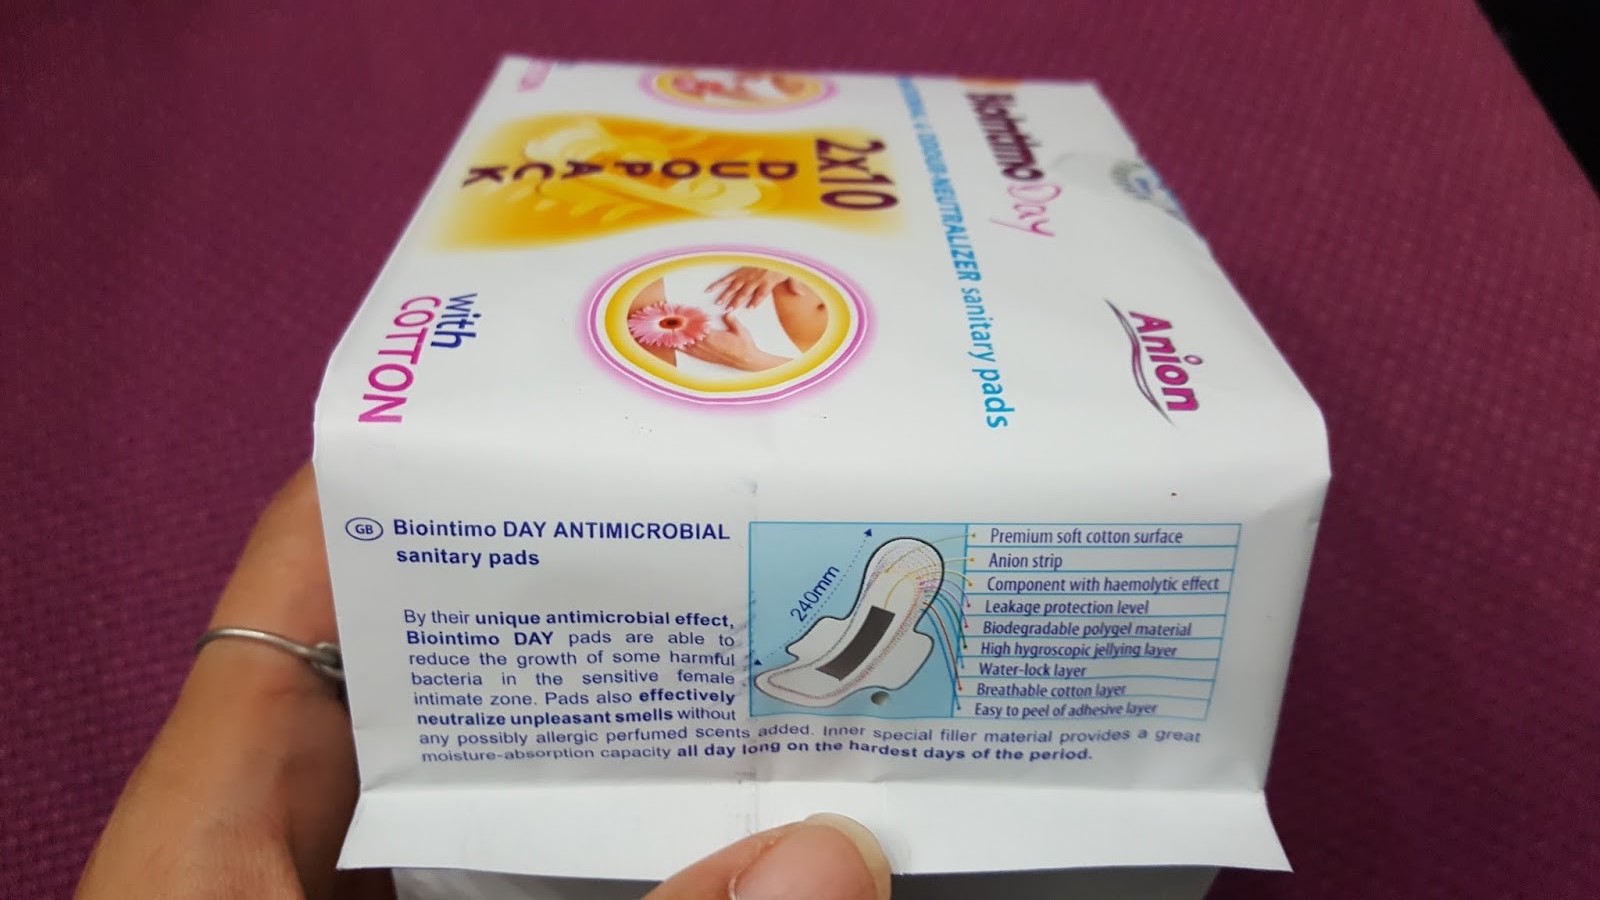 Biointimo Day
Anion
& ODOUR-NEUTRALIZER sanitary pads
2x10
DUOPACK
with
COTTON
GB
Biointimo DAY ANTIMICROBIAL
sanitary pads
By their unique antimicrobial effect,
Biointimo DAY pads are able to
reduce the growth of some harmful
bacteria in the sensitive female
intimate zone. Pads also effectively
neutralize unpleasant smells without
any possibly allergic perfumed scents added. Inner special filler material provides a great
moisture-absorption capacity all day long on the hardest days of the period.
240mm
Premium soft cotton surface
Anion strip
Component with haemolytic effect
Leakage protection level
Biodegradable polygel material
High hygroscopic jellying layer
Water-lock layer
Breathable cotton layer
Easy to peel of adhesive layer